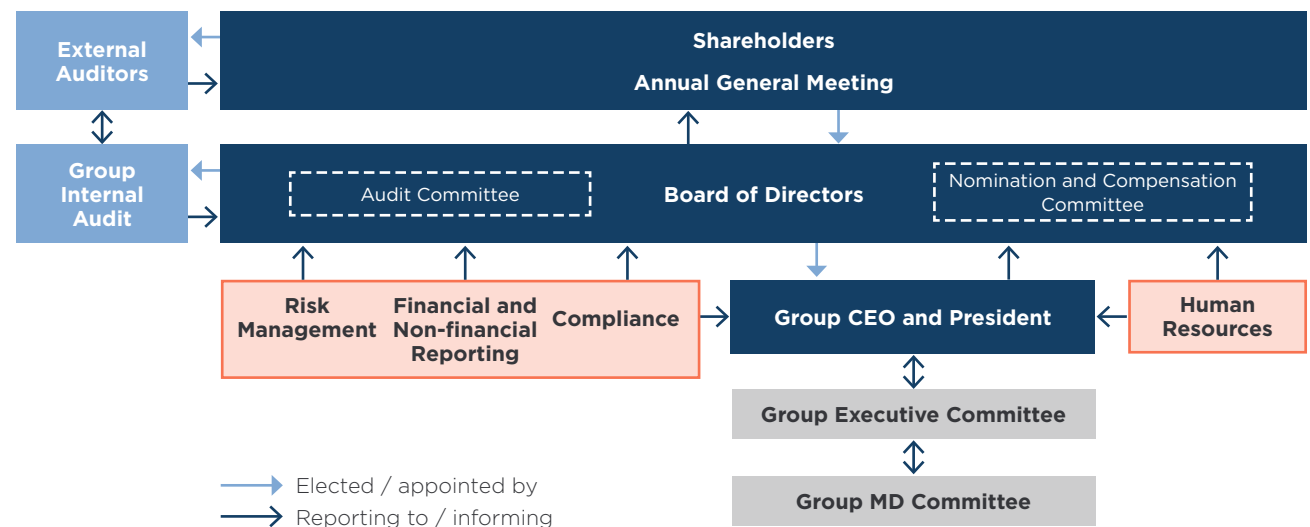 External
Auditors
Shareholders
Annual General Meeting
Group
Internal
Audit
Audit Committee
Board of Directors
Nomination and Compensation
Committee
Risk
Management
Financial and
Non-financial
Reporting
Compliance
Group CEO and President
Human
Resources
Group Executive Committee
Group MD Committee
Elected / appointed by
Reporting to / informing